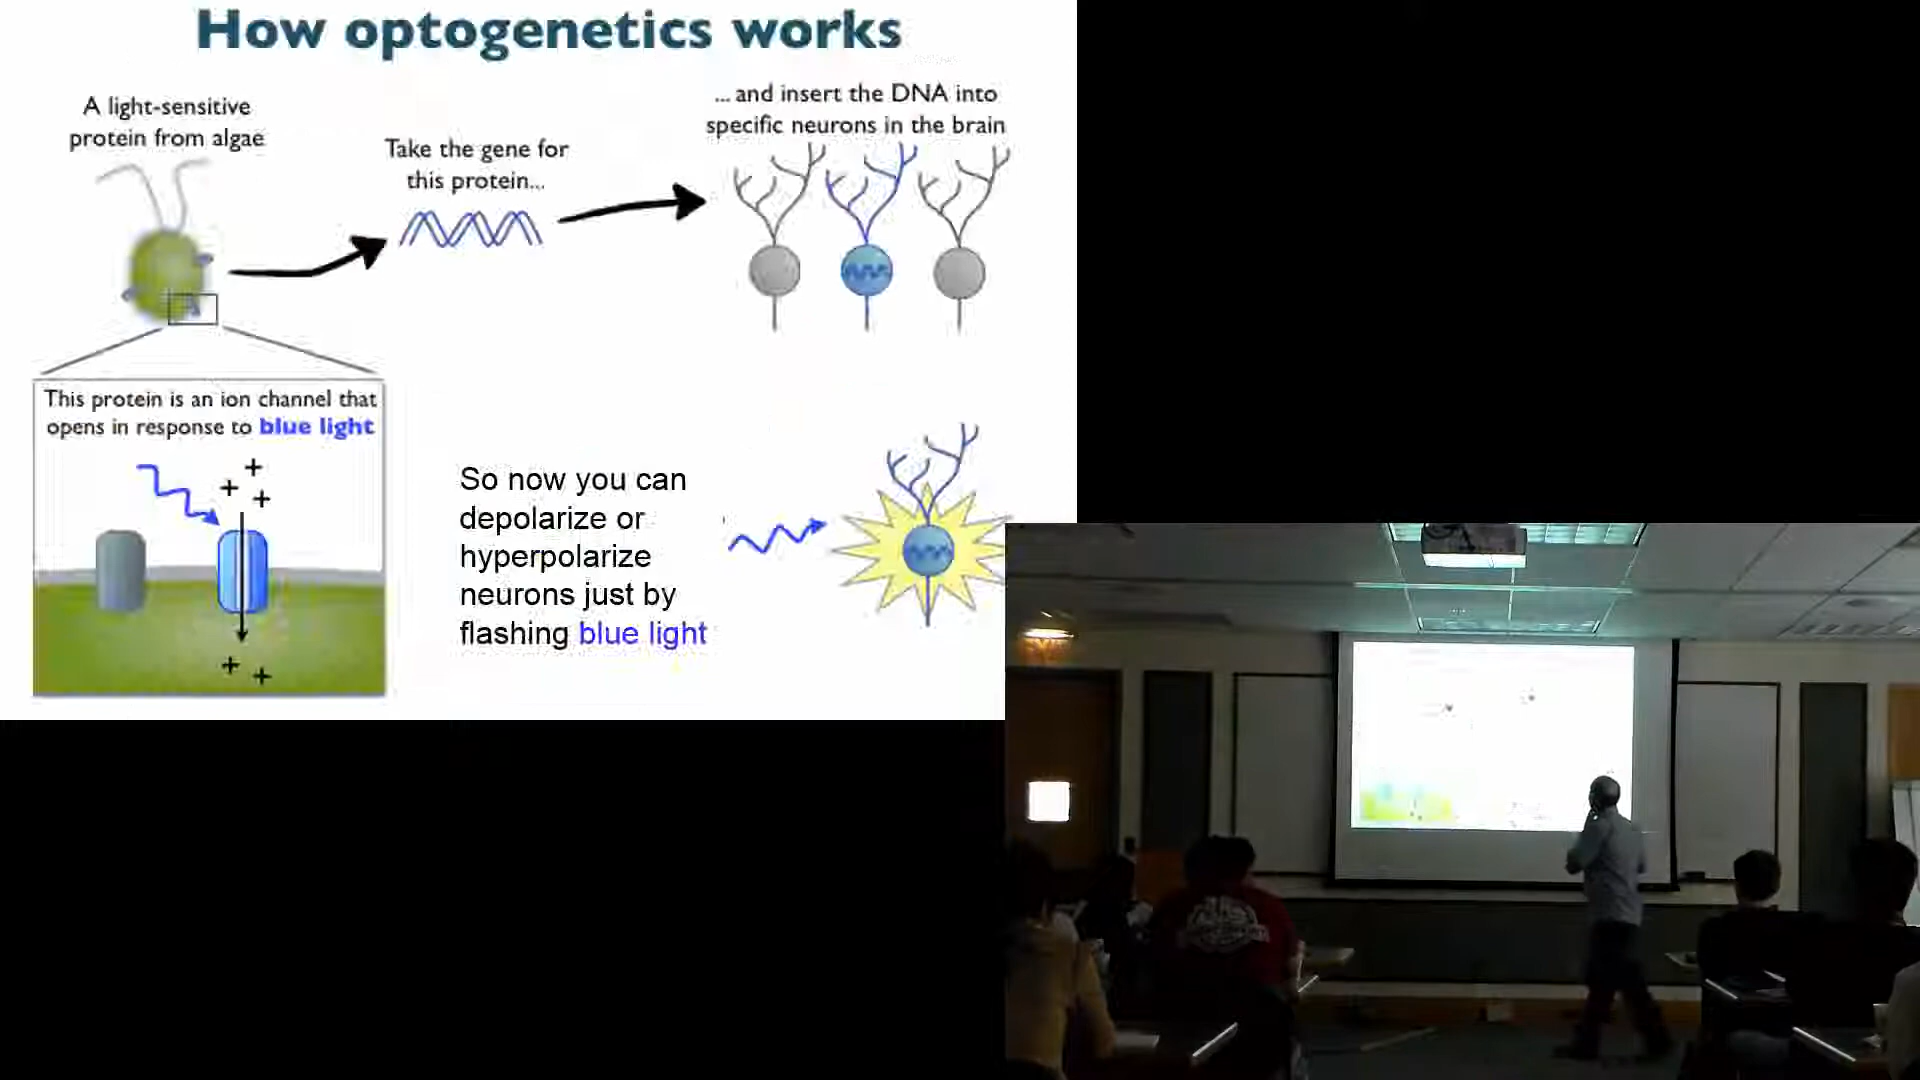 How optogenetics works
A light-sensitive
protein from algae
Take the gene for
this protein...
... and insert the DNA into
specific neurons in the brain
This protein is an ion channel that
opens in response to blue light
+
+
+
+
+
So now you can
depolarize or
hyperpolarize
neurons just by
flashing blue light